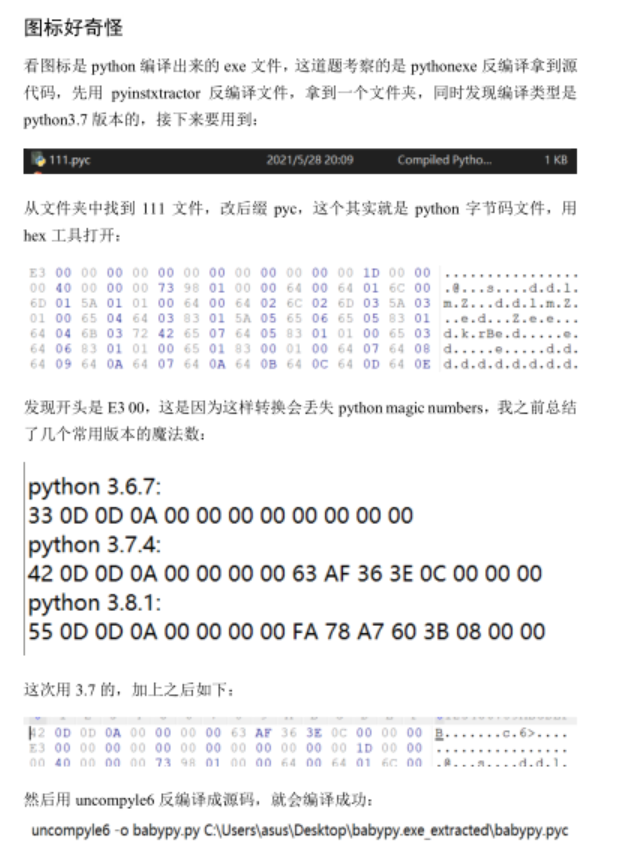 图标好奇怪
看图标是 python 编译出来的 exe 文件，这道题考察的是 pythonexe 反编译拿到源
代码，先用 pyinstxtractor 反编译文件，拿到一个文件夹，同时发现编译类型是
python3.7 版本的，接下来要用到：
111.pyc 2021/5/28 20:09 Compiled Pytho... 1 KB
从文件夹中找到 111 文件，改后缀 pyc，这个其实就是 python 字节码文件，用
hex 工具打开：
E3 00 00 00 00 00 00 00 00 00 00 00 00 1D 00 00 ................
00 40 00 00 00 73 98 01 00 00 64 00 64 01 6C 00 .@...s....d.d.l.
6D 01 5A 01 01 00 64 00 64 02 6C 02 6D 03 5A 03 m.Z...d.d.l.m.Z.
01 00 65 04 64 03 83 01 5A 05 65 06 65 05 83 01 ..e.d...Z.e.e...
64 04 6B 03 72 42 65 07 64 05 83 01 01 00 65 03 d.k.rBe.d.....e.
64 06 83 01 01 00 65 01 83 00 01 00 64 07 64 08 d.....e.....d.d.
64 09 64 0A 64 07 64 0A 64 0B 64 0C 64 0D 64 0E d.d.d.d.d.d.d.d.
发现开头是 E3 00，这是因为这样转换会丢失 python magic numbers，我之前总结
了几个常用版本的魔法数：
python 3.6.7:
33 0D 0D 0A 00 00 00 00 00 00 00 00
python 3.7.4:
42 0D 0D 0A 00 00 00 00 63 AF 36 3E 0C 00 00 00
python 3.8.1:
55 0D 0D 0A 00 00 00 00 FA 78 A7 60 3B 08 00 00
这次用 3.7 的，加上之后如下：
42 0D 0D 0A 00 00 00 00 63 AF 36 3E 0C 00 00 00 B.......c.6>....
E3 00 00 00 00 00 00 00 00 00 00 00 00 1D 00 00 ................
00 40 00 00 00 73 98 01 00 00 64 00 64 01 6C 00 .@...s....d.d.l.
然后用 uncompyle6 反编译成源码，就会编译成功：
uncompyle6 -o babypy.py C:\Users\asus\Desktop\babypy.exe_extracted\babypy.pyc